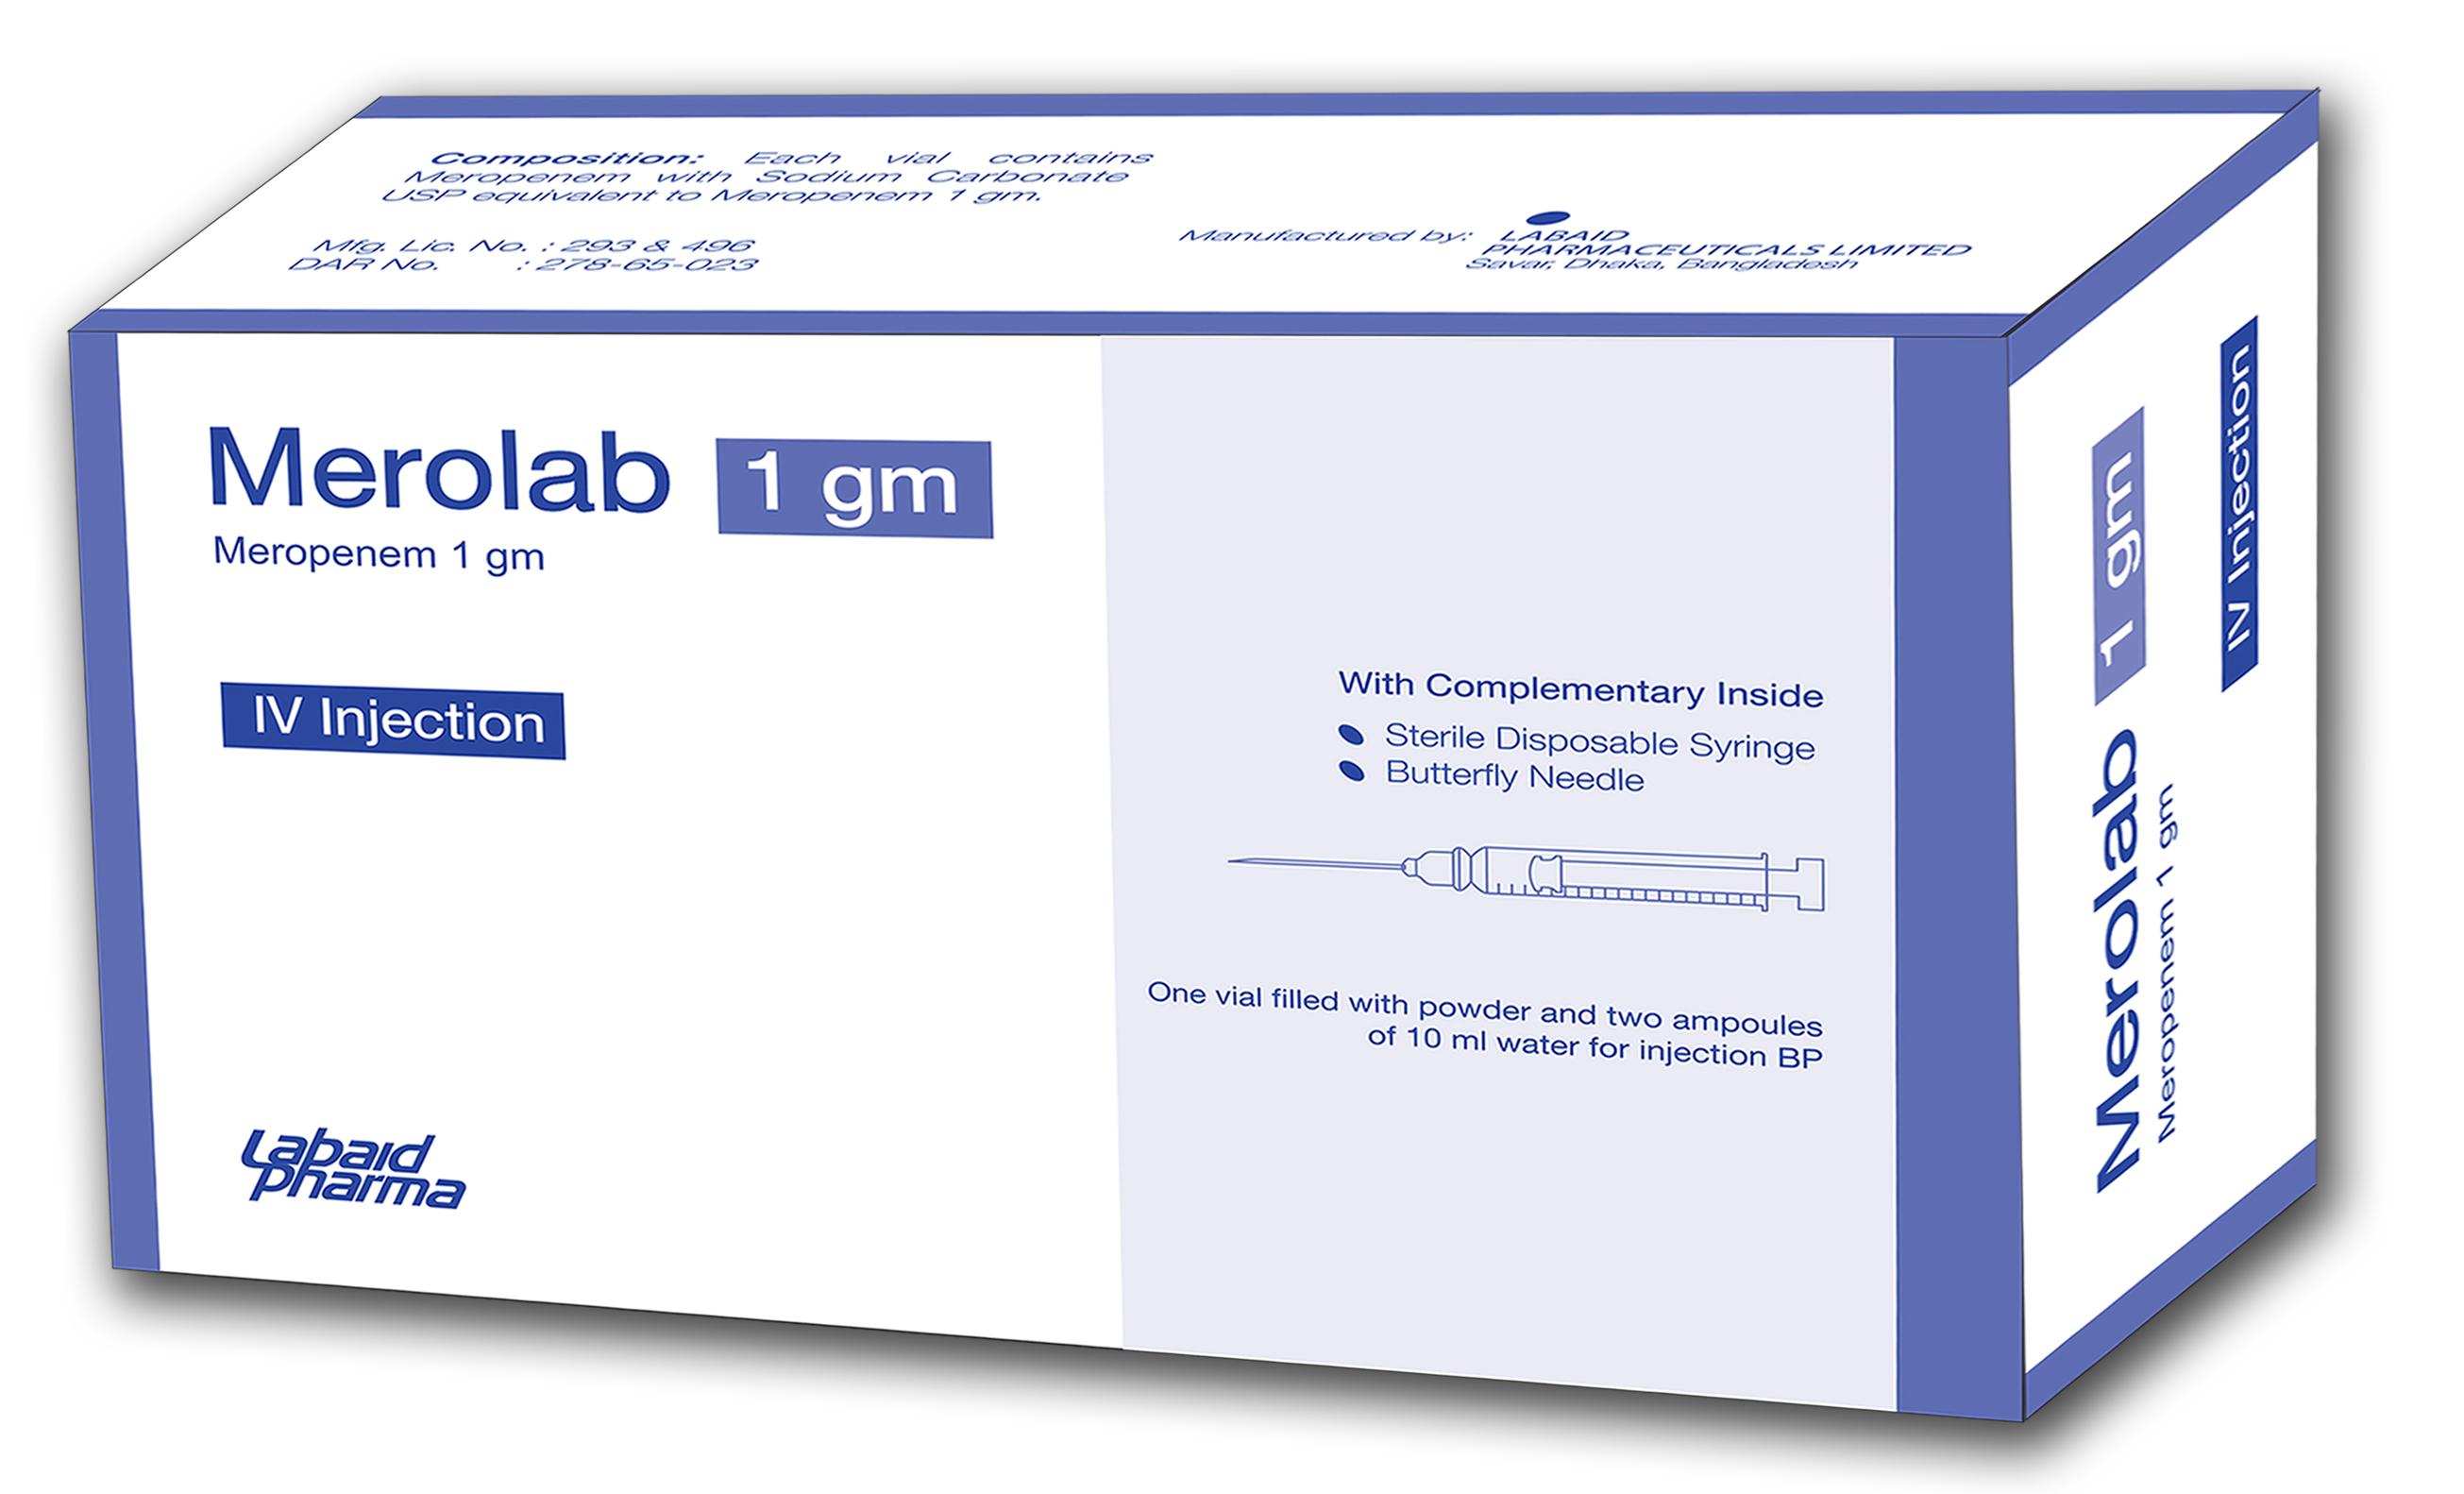 Composition: Each vial contains
Meropenem with Sodium Carbonate
USP equivalent to Meropenem 1 gm.
Mfg. Lic. No. : 293 & 496
DAR No. : 278-65-023
Manufactured by: LABAID
PHARMACEUTICALS LIMITED
Savar, Dhaka, Bangladesh
Merolab 1 gm
Meropenem 1 gm
IV Injection
Labaid
Pharma
With Complementary Inside
Sterile Disposable Syringe
Butterfly Needle
One vial filled with powder and two ampoules
of 10 ml water for injection BP
Merolab 1 gm
Meropenem 1 gm
IV Injection